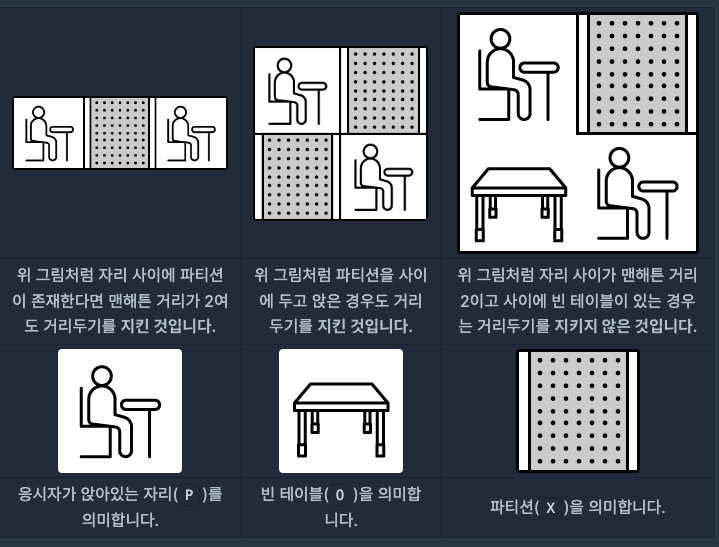 위 그림처럼 자리 사이에 파티션
이 존재한다면 맨해튼 거리가 2여
도 거리두기를 지킨 것입니다.
위 그림처럼 파티션을 사이
에 두고 앉은 경우도 거리
두기를 지킨 것입니다.
위 그림처럼 자리 사이가 맨해튼 거리
2이고 사이에 빈 테이블이 있는 경우
는 거리두기를 지키지 않은 것입니다.
응시자가 앉아있는 자리( P )를
의미합니다.
빈 테이블( O )을 의미합
니다.
파티션( X )을 의미합니다.